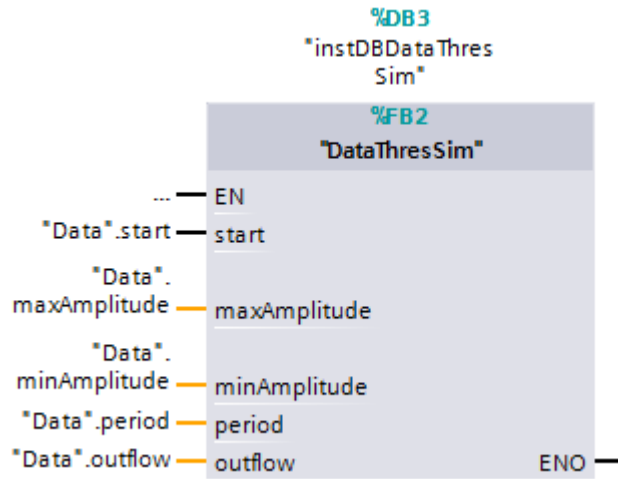 %DB3
"instDBDataThres
Sim"
%FB2
"DataThresSim"
... EN
"Data".start start
"Data".
maxAmplitude maxAmplitude
"Data".
minAmplitude minAmplitude
"Data".period period
"Data".outflow outflow ENO